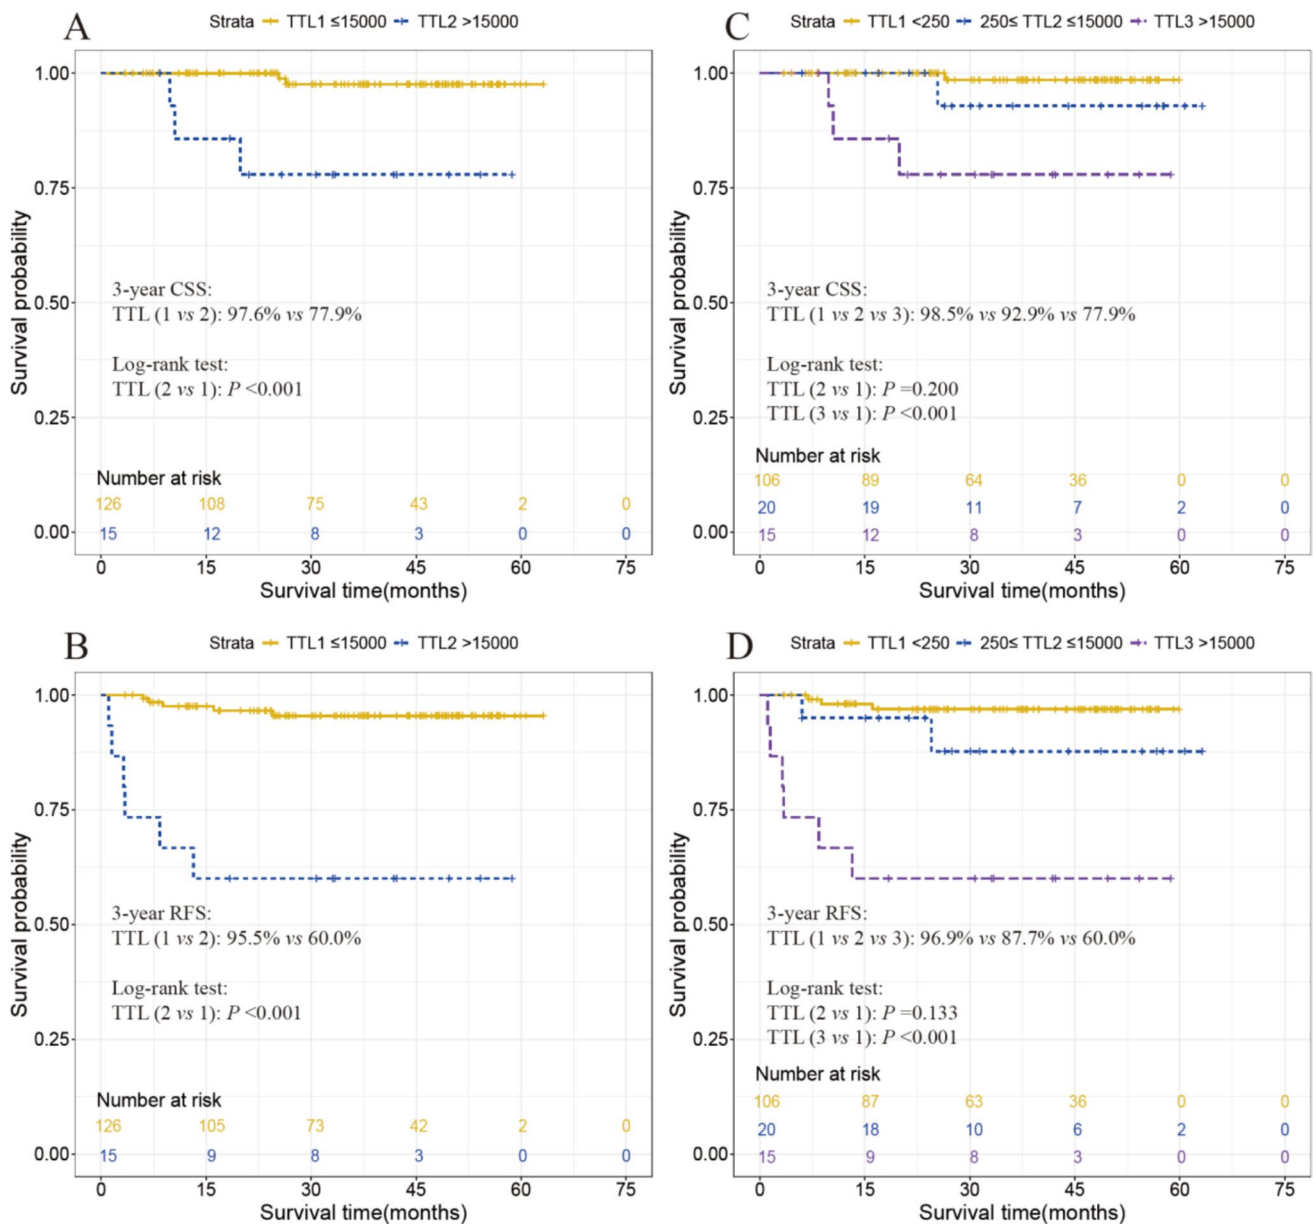 A
Strata TTL1 ≤15000 TTL2 >15000
1.00
0.75
0.50
0.25
0.00
Survival probability
3-year CSS:
TTL (1 vs 2): 97.6% vs 77.9%
Log-rank test:
TTL (2 vs 1): P <0.001
Number at risk
126 108 75 43 2 0
15 12 8 3 0 0
0 15 30 45 60 75
Survival time(months)
C
Strata TTL1 <250 250≤ TTL2 ≤15000 TTL3 >15000
1.00
0.75
0.50
0.25
0.00
Survival probability
3-year CSS:
TTL (1 vs 2 vs 3): 98.5% vs 92.9% vs 77.9%
Log-rank test:
TTL (2 vs 1): P =0.200
TTL (3 vs 1): P <0.001
Number at risk
106 89 64 36 0 0
20 19 11 7 2 0
15 12 8 3 0 0
0 15 30 45 60 75
Survival time(months)
B
Strata TTL1 ≤15000 TTL2 >15000
1.00
0.75
0.50
0.25
0.00
Survival probability
3-year RFS:
TTL (1 vs 2): 95.5% vs 60.0%
Log-rank test:
TTL (2 vs 1): P <0.001
Number at risk
126 105 73 42 2 0
15 9 8 3 0 0
0 15 30 45 60 75
Survival time(months)
D
Strata TTL1 <250 250≤ TTL2 ≤15000 TTL3 >15000
1.00
0.75
0.50
0.25
0.00
Survival probability
3-year RFS:
TTL (1 vs 2 vs 3): 96.9% vs 87.7% vs 60.0%
Log-rank test:
TTL (2 vs 1): P =0.133
TTL (3 vs 1): P <0.001
Number at risk
106 87 63 36 0 0
20 18 10 6 2 0
15 9 8 3 0 0
0 15 30 45 60 75
Survival time(months)